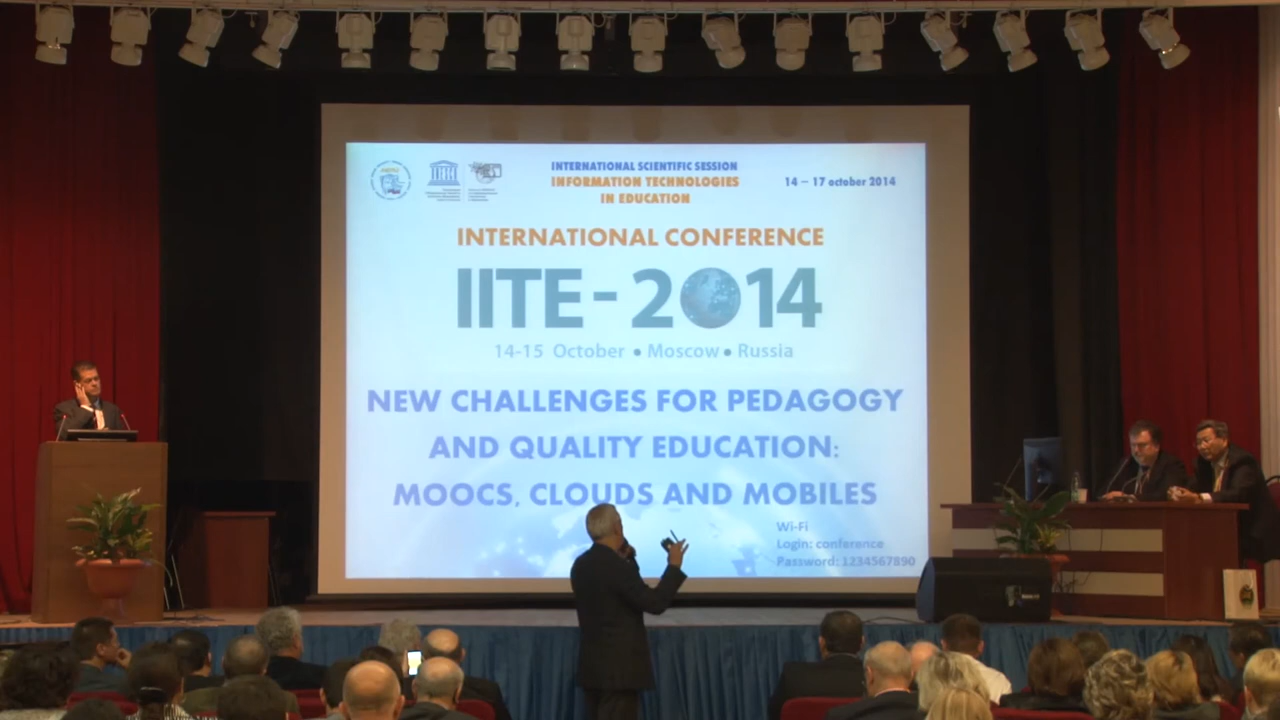 INTERNATIONAL SCIENTIFIC SESSION
INFORMATION TECHNOLOGIES
IN EDUCATION
14 – 17 october 2014
INTERNATIONAL CONFERENCE
IITE - 2014
14-15 October • Moscow • Russia
NEW CHALLENGES FOR PEDAGOGY
AND QUALITY EDUCATION:
MOOCS, CLOUDS AND MOBILES
Wi-Fi
Login: conference
Password: 1234567890